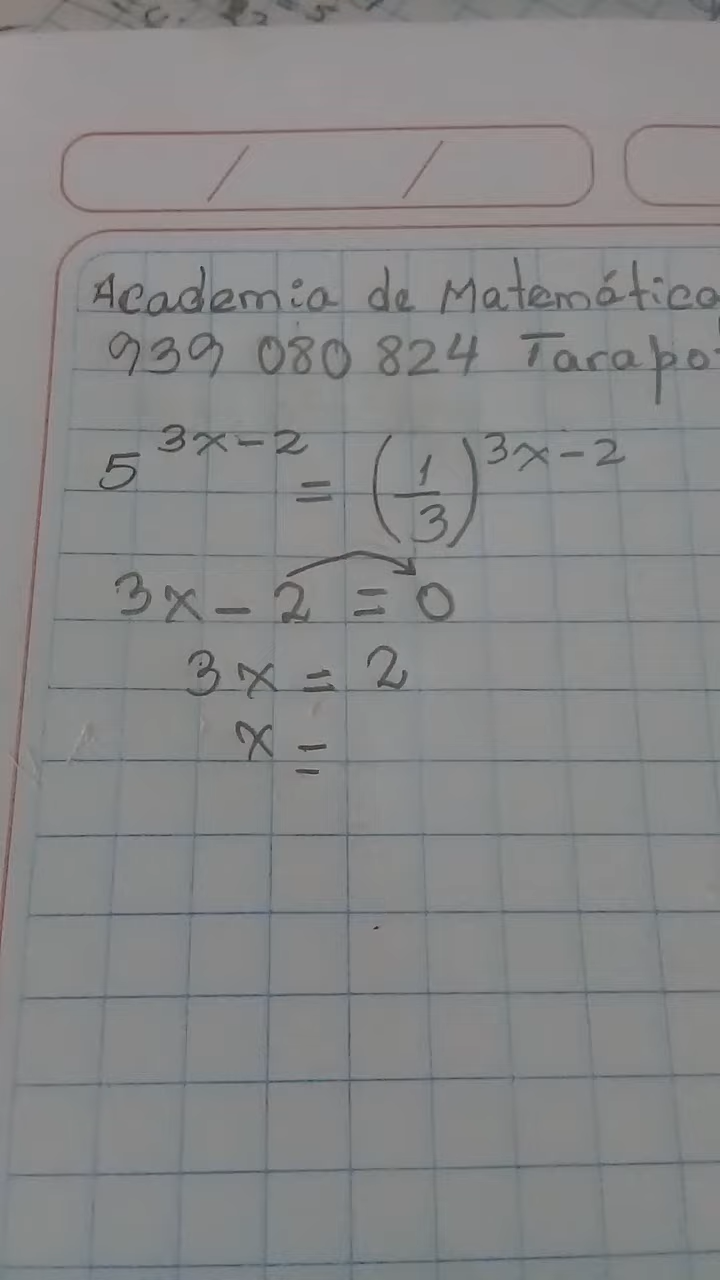 Academia de Matemática
939 080 824 Tarapo
5^(3x-2) = (1/3)^(3x-2)
3x - 2 = 0
3x = 2
x =